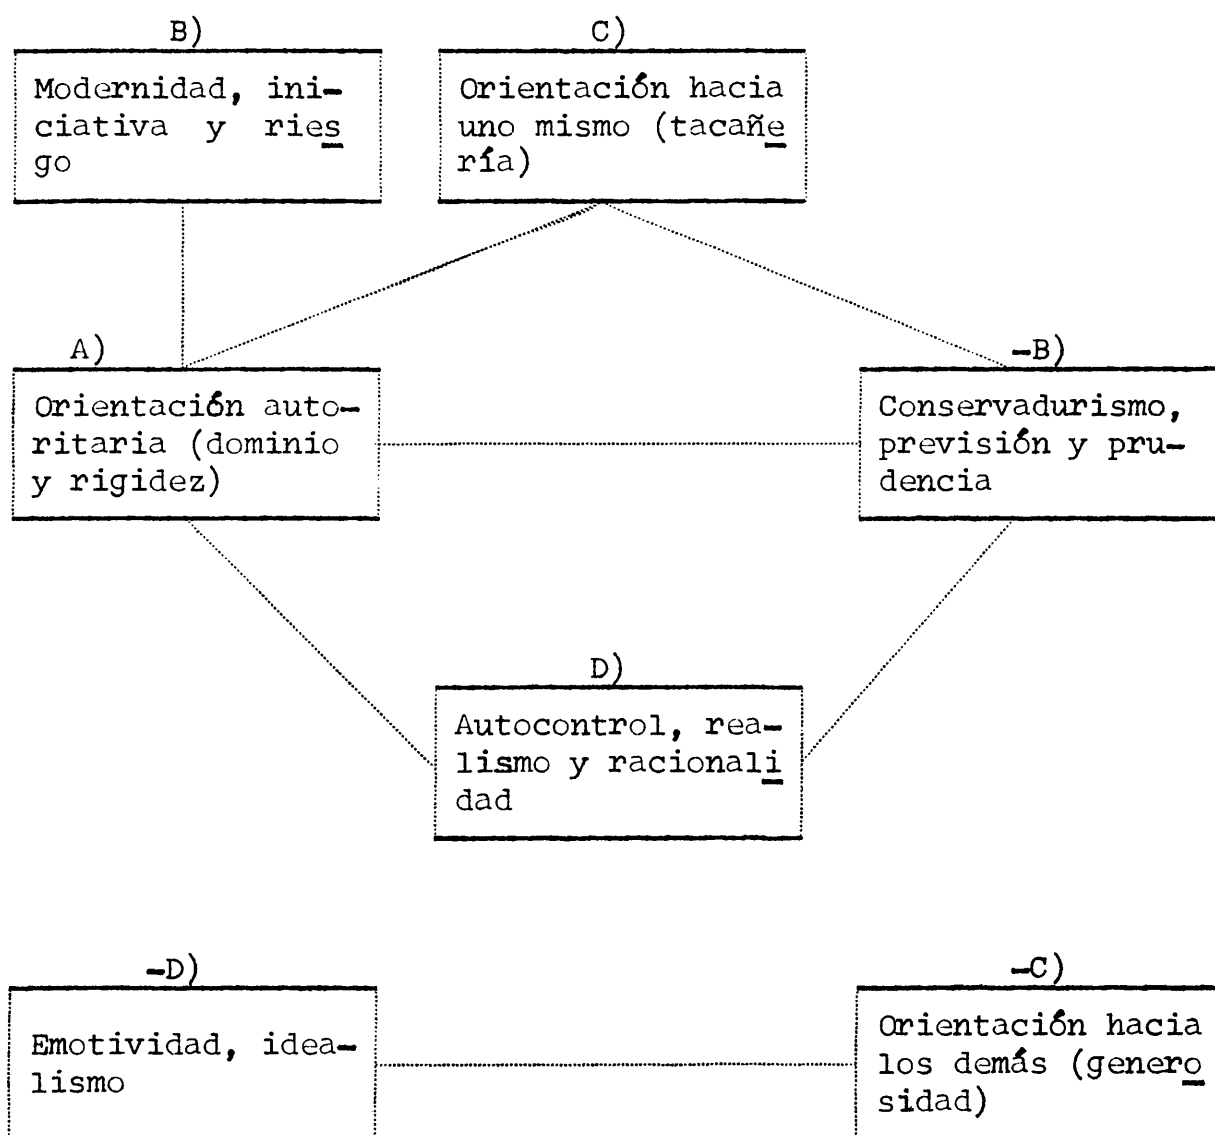 B)
Modernidad, ini-
ciativa y ries
go
C)
Orientación hacia
uno mismo (tacañe
ría)
A)
Orientación auto-
ritaria (dominio
y rigidez)
-B)
Conservadurismo,
previsión y pru-
dencia
D)
Autocontrol, rea-
lismo y racionali
dad
-D)
Emotividad, idea-
lismo
-C)
Orientación hacia
los demás (genero
sidad)